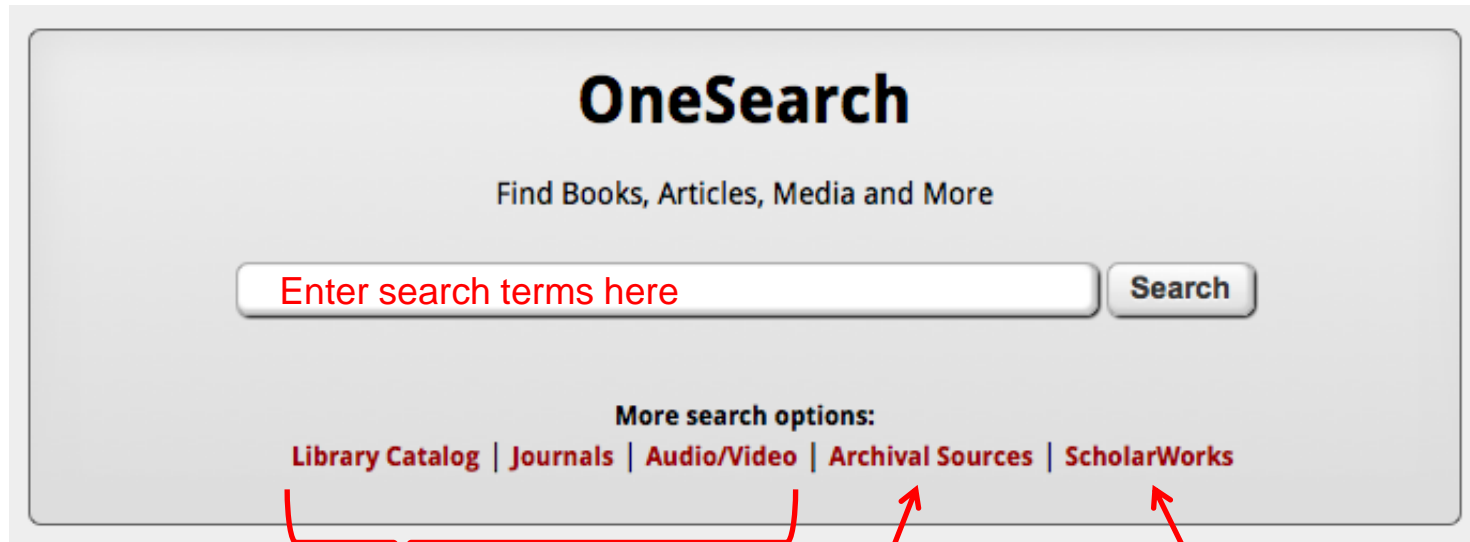 OneSearch
Find Books, Articles, Media and More
Enter search terms here Search
More search options:
Library Catalog | Journals | Audio/Video | Archival Sources | ScholarWorks